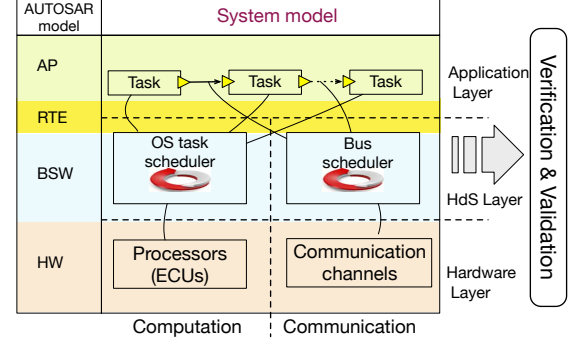 AUTOSAR
model
System model
AP
Task
Task
Task
Application
Layer
RTE
BSW
OS task
scheduler
Bus
scheduler
HdS Layer
HW
Processors
(ECUs)
Communication
channels
Hardware
Layer
Computation
Communication
Verification & Validation